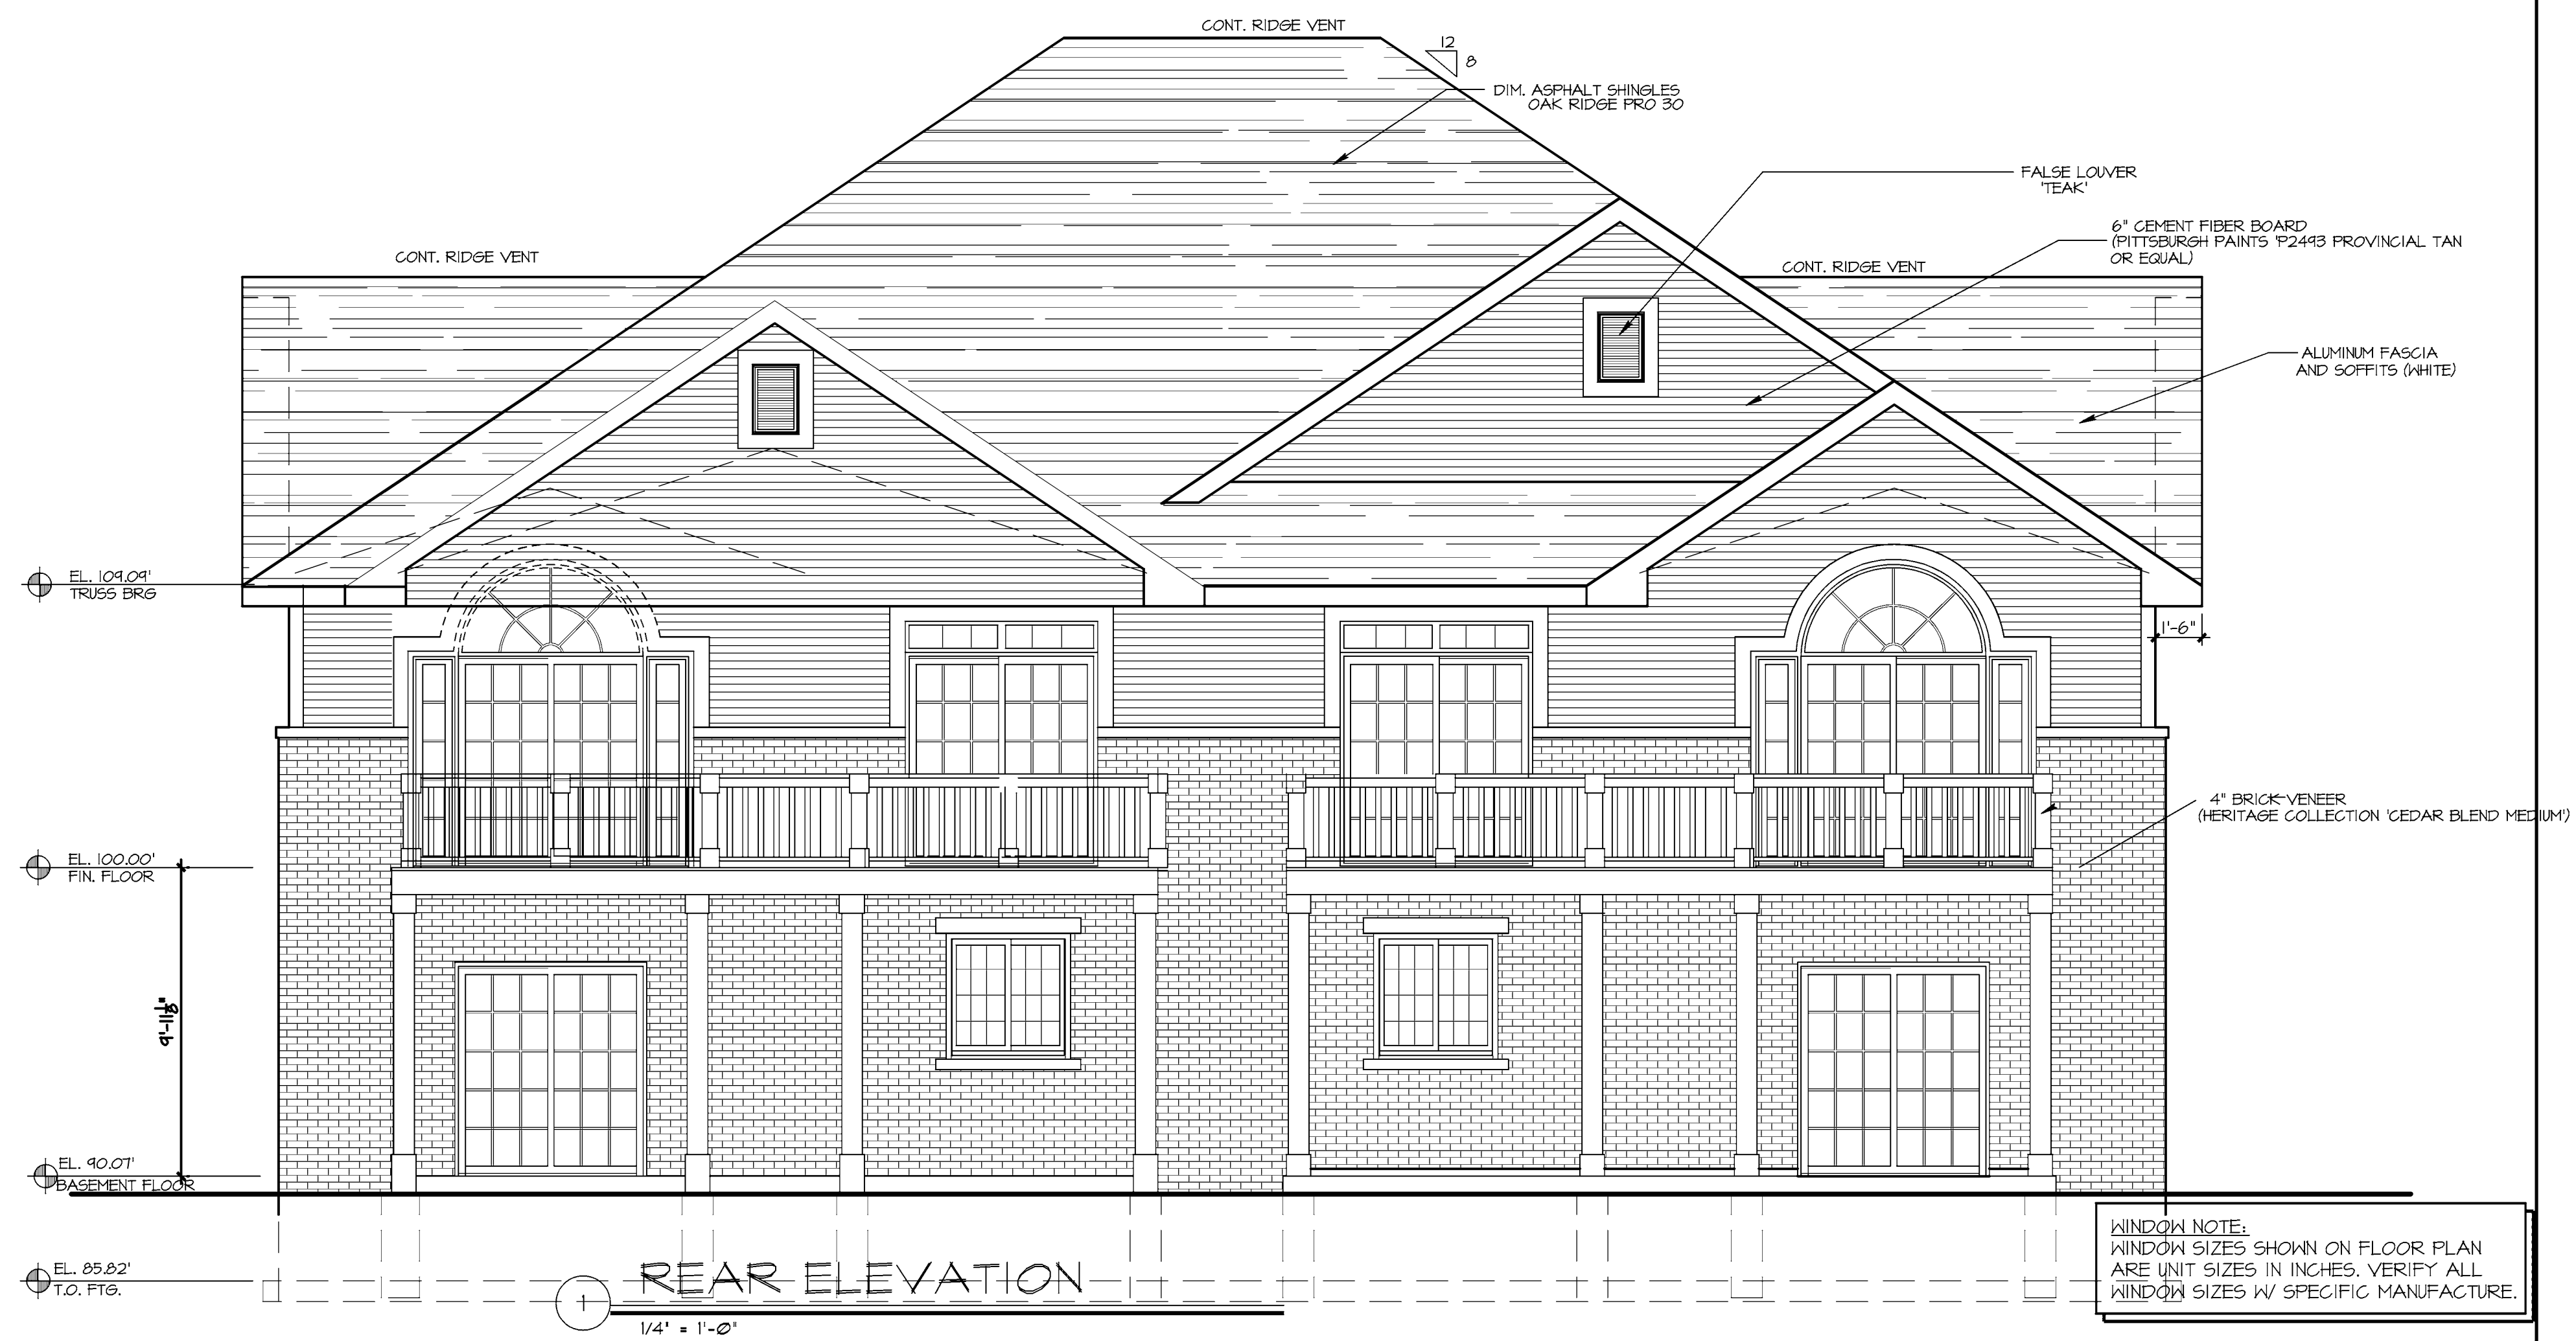 CONT. RIDGE VENT
12
8
DIM. ASPHALT SHINGLES
OAK RIDGE PRO 30
FALSE LOUVER
'TEAK'
6" CEMENT FIBER BOARD
(PITTSBURGH PAINTS 'P2493 PROVINCIAL TAN
OR EQUAL)
CONT. RIDGE VENT
CONT. RIDGE VENT
ALUMINUM FASCIA
AND SOFFITS (WHITE)
EL. 109.09'
TRUSS BRG
1'-6"
4" BRICK VENEER
(HERITAGE COLLECTION 'CEDAR BLEND MEDIUM')
EL. 100.00'
FIN. FLOOR
EL. 90.07'
BASEMENT FLOOR
EL. 85.82'
T.O. FTG.
1
REAR ELEVATION
1/4" = 1'-0"
WINDOW NOTE:
WINDOW SIZES SHOWN ON FLOOR PLAN
ARE UNIT SIZES IN INCHES. VERIFY ALL
WINDOW SIZES W/ SPECIFIC MANUFACTURE.